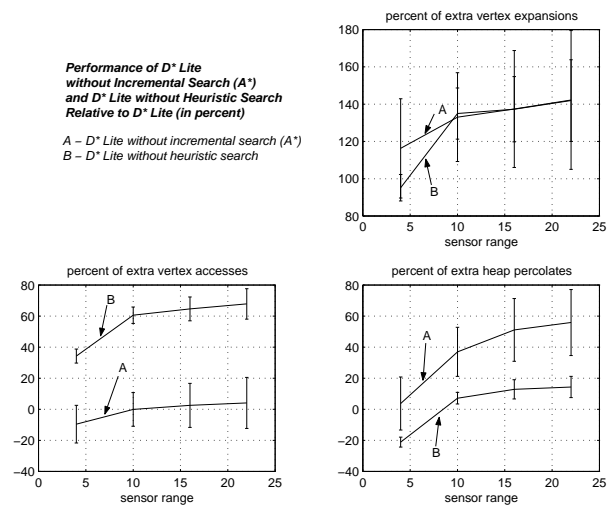 percent of extra vertex expansions
Performance of D* Lite
without Incremental Search (A*)
and D* Lite without Heuristic Search
Relative to D* Lite (in percent)
A − D* Lite without incremental search (A*)
B − D* Lite without heuristic search
180
160
140
120
100
80
A
B
0 5 10 15 20 25
sensor range
percent of extra vertex accesses
80
60
40
20
0
−20
−40
B
A
0 5 10 15 20 25
sensor range
percent of extra heap percolates
80
60
40
20
0
−20
−40
A
B
0 5 10 15 20 25
sensor range